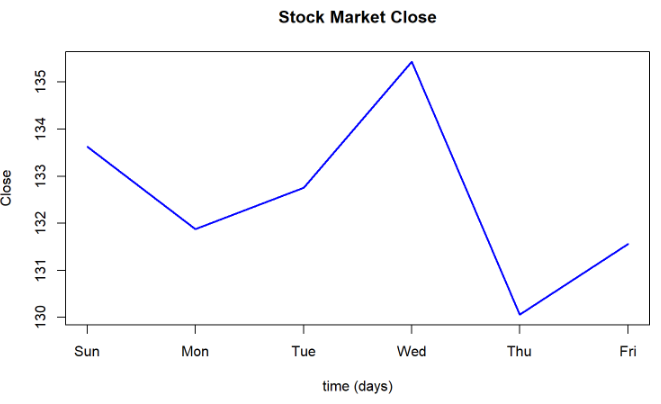 Stock Market Close
Close
135
134
133
132
131
130
Sun Mon Tue Wed Thu Fri
time (days)